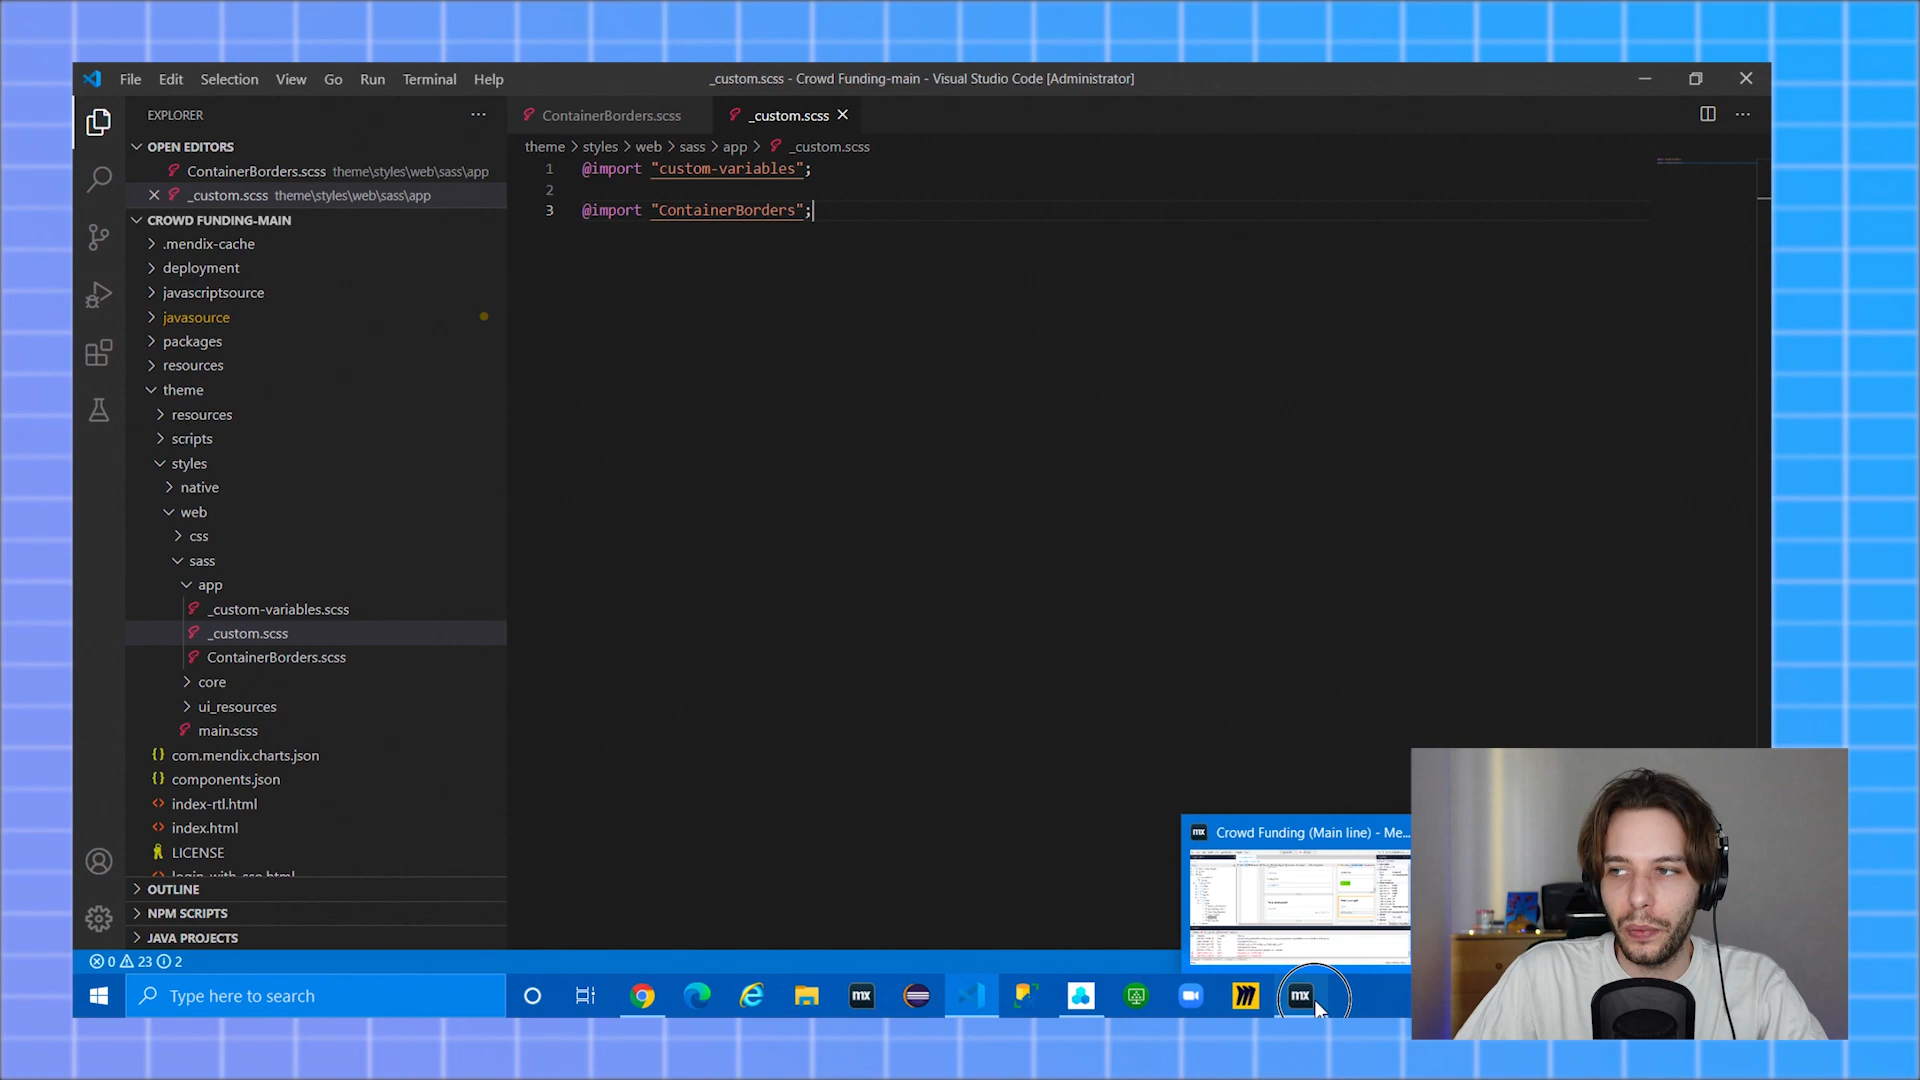 File Edit Selection View Go Run Terminal Help
_custom.scss - Crowd Funding-main - Visual Studio Code [Administrator]
EXPLORER
ContainerBorders.scss
_custom.scss
OPEN EDITORS
ContainerBorders.scss theme\styles\web\sass\app
_custom.scss theme\styles\web\sass\app
theme > styles > web > sass > app > _custom.scss
1 @import "custom-variables";
2
3 @import "ContainerBorders";
CROWD FUNDING-MAIN
.mendix-cache
deployment
javascriptsource
javasource
packages
resources
theme
resources
scripts
styles
native
web
css
sass
app
_custom-variables.scss
_custom.scss
ContainerBorders.scss
core
ui_resources
main.scss
com.mendix.charts.json
components.json
index-rtl.html
index.html
LICENSE
login_with_sso.html
OUTLINE
NPM SCRIPTS
JAVA PROJECTS
0 23 2
mx Crowd Funding (Main line) - Me...
Type here to search
mx
mx